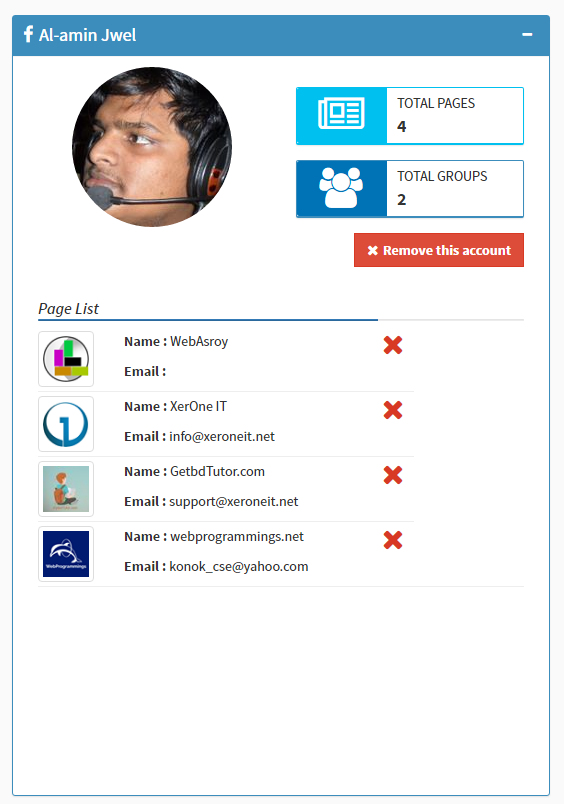 Al-amin Jwel
TOTAL PAGES
4
TOTAL GROUPS
2
Remove this account
Page List
Name : WebAsroy
Email :
Name : XerOne IT
Email : info@xeroneit.net
Name : GetbdTutor.com
Email : support@xeroneit.net
Name : webprogrammings.net
Email : konok_cse@yahoo.com
WebProgrammings